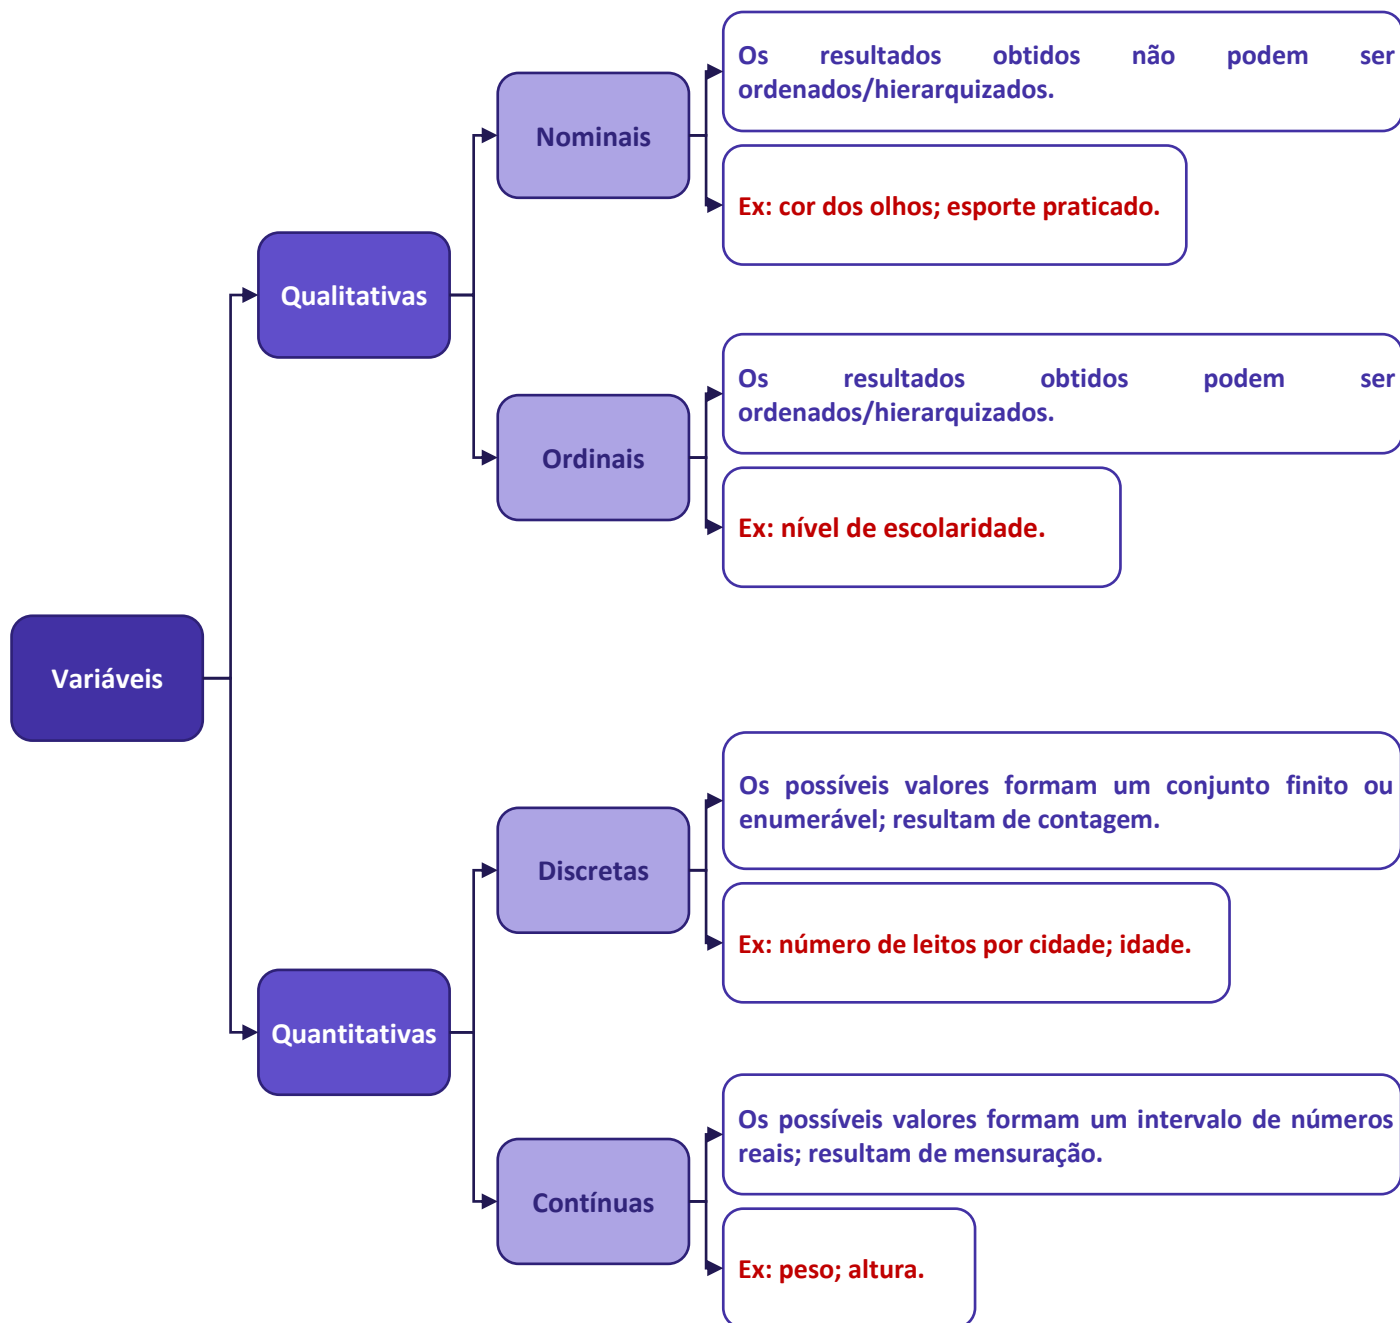 Variáveis
Qualitativas
Nominais
Os resultados obtidos não podem ser
ordenados/hierarquizados.
Ex: cor dos olhos; esporte praticado.
Ordinais
Os resultados obtidos podem ser
ordenados/hierarquizados.
Ex: nível de escolaridade.
Quantitativas
Discretas
Os possíveis valores formam um conjunto finito ou
enumerável; resultam de contagem.
Ex: número de leitos por cidade; idade.
Contínuas
Os possíveis valores formam um intervalo de números
reais; resultam de mensuração.
Ex: peso; altura.